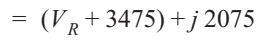 = (V_R + 3475) + j 2075